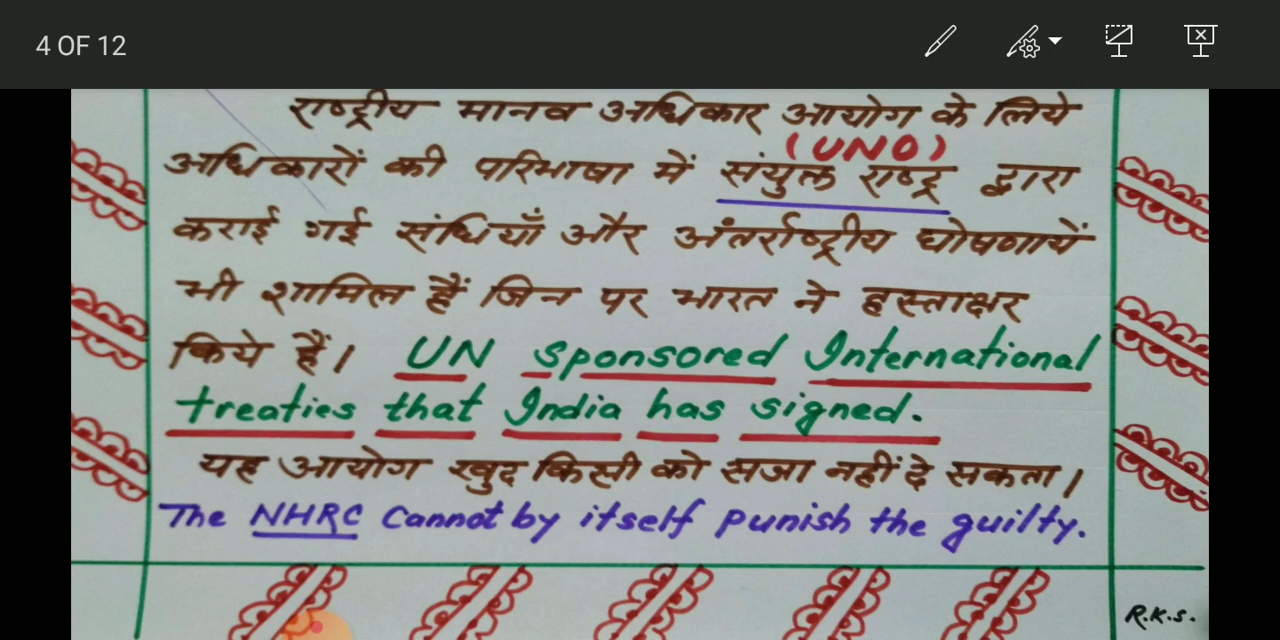 4 OF 12
राष्ट्रीय मानव अधिकार आयोग के लिये
(UNO)
अधिकारों की परिभाषा में संयुक्त राष्ट्र द्वारा
कराई गई संधियाँ और अंतर्राष्ट्रीय घोषणायें
भी शामिल हैं जिन पर भारत ने हस्ताक्षर
किये हैं। UN sponsored International
treaties that India has signed.
यह आयोग खुद किसी को सजा नहीं दे सकता।
The NHRC cannot by itself punish the guilty.
R.K.S.